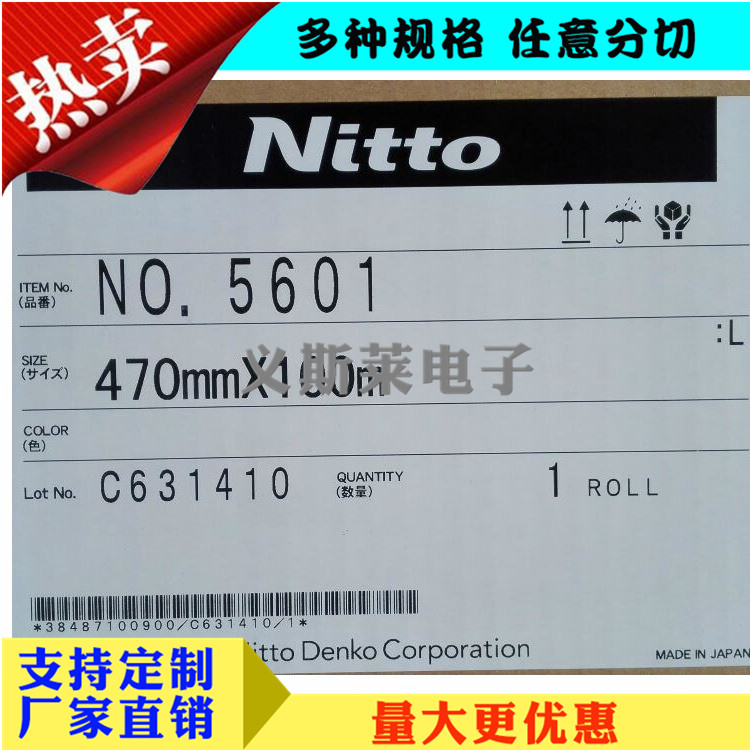 热卖
多种规格 任意分切
Nitto
ITEM No. NO. 5601
(品番)
:L
SIZE 470mmX100m
(サイズ)
义斯莱电子
COLOR
(色)
Lot No. C631410 QUANTITY 1 ROLL
(数量)
*38487100900/C631410/1*
itto Denko Corporation
MADE IN JAPAN
支持定制
厂家直销
量大更优惠